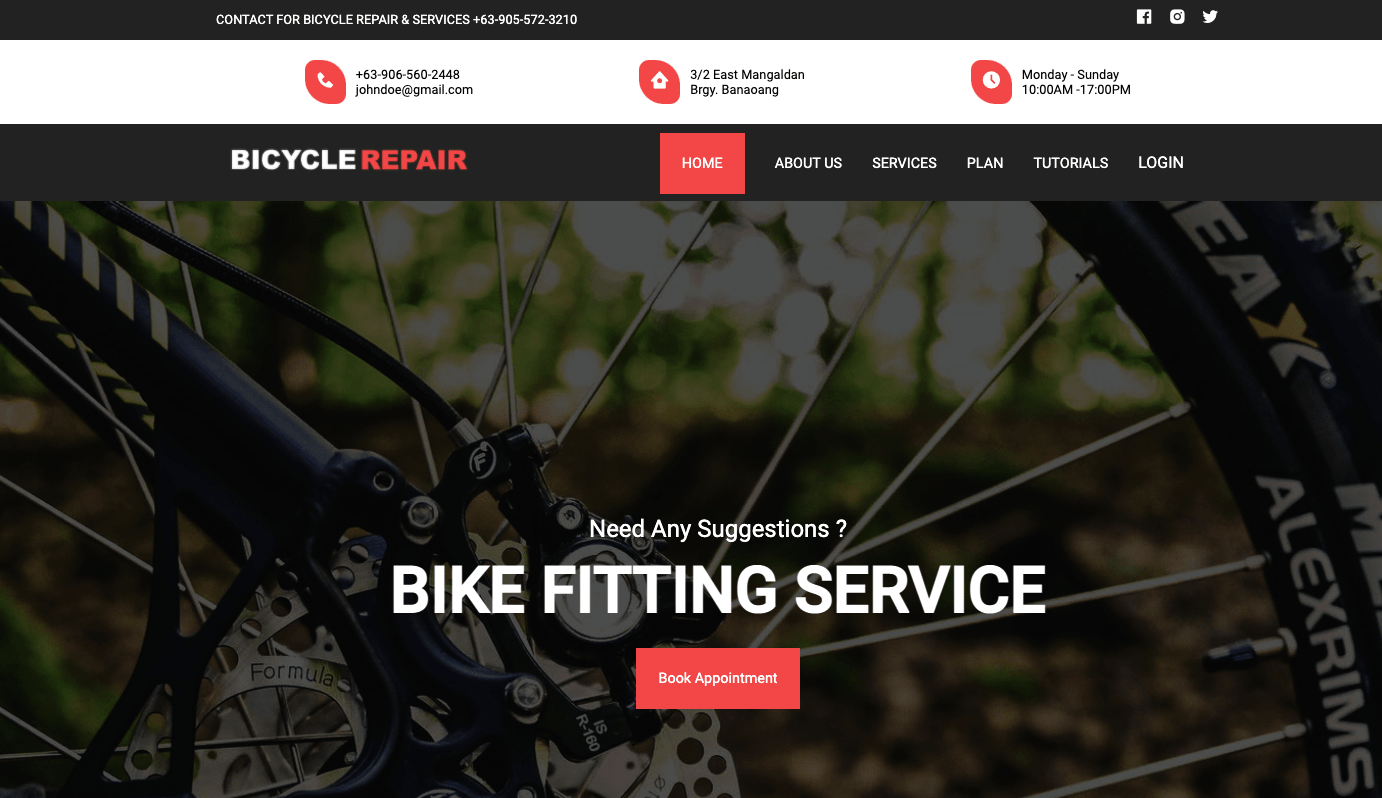 CONTACT FOR BICYCLE REPAIR & SERVICES +63-905-572-3210
+63-906-560-2448
johndoe@gmail.com
3/2 East Mangaldan
Brgy. Banaoang
Monday - Sunday
10:00AM -17:00PM
BICYCLE REPAIR
HOME
ABOUT US
SERVICES
PLAN
TUTORIALS
LOGIN
EAX
Need Any Suggestions ?
BIKE FITTING SERVICE
Book Appointment
Formula
IS
R-160
ALEXRIMS